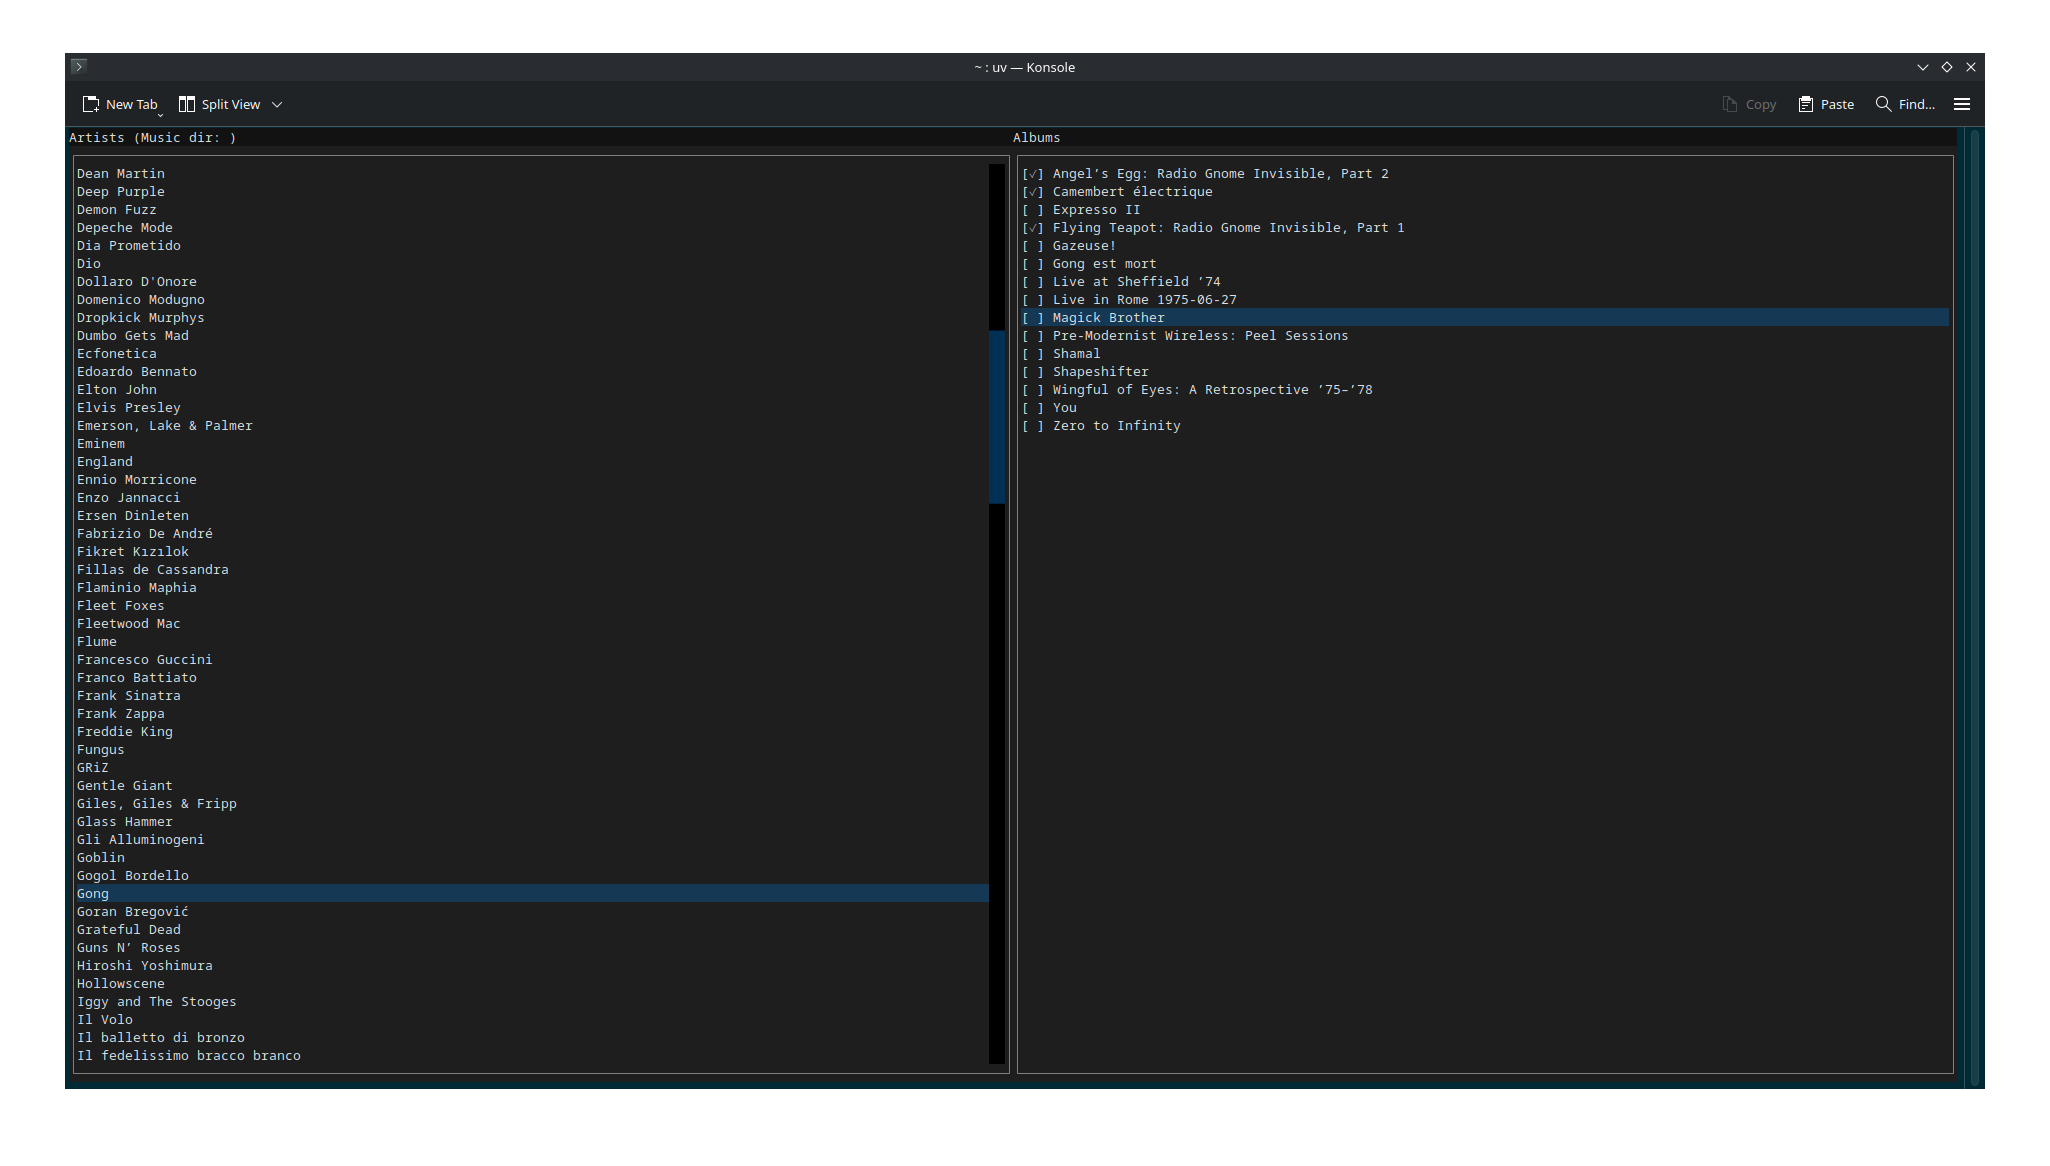 ~ : uv — Konsole
New Tab
Split View
Copy
Paste
Find...
Artists (Music dir: )
Dean Martin
Deep Purple
Demon Fuzz
Depeche Mode
Dia Prometido
Dio
Dollaro D'Onore
Domenico Modugno
Dropkick Murphys
Dumbo Gets Mad
Ecfonetica
Edoardo Bennato
Elton John
Elvis Presley
Emerson, Lake & Palmer
Eminem
England
Ennio Morricone
Enzo Jannacci
Ersen Dinleten
Fabrizio De André
Fikret Kızılok
Fillas de Cassandra
Flaminio Maphia
Fleet Foxes
Fleetwood Mac
Flume
Francesco Guccini
Franco Battiato
Frank Sinatra
Frank Zappa
Freddie King
Fungus
GRiZ
Gentle Giant
Giles, Giles & Fripp
Glass Hammer
Gli Alluminogeni
Goblin
Gogol Bordello
Gong
Goran Bregović
Grateful Dead
Guns N’ Roses
Hiroshi Yoshimura
Hollowscene
Iggy and The Stooges
Il Volo
Il balletto di bronzo
Il fedelissimo bracco branco
Albums
[✓] Angel’s Egg: Radio Gnome Invisible, Part 2
[✓] Camembert électrique
[ ] Expresso II
[✓] Flying Teapot: Radio Gnome Invisible, Part 1
[ ] Gazeuse!
[ ] Gong est mort
[ ] Live at Sheffield ’74
[ ] Live in Rome 1975‐06‐27
[ ] Magick Brother
[ ] Pre‐Modernist Wireless: Peel Sessions
[ ] Shamal
[ ] Shapeshifter
[ ] Wingful of Eyes: A Retrospective ’75–’78
[ ] You
[ ] Zero to Infinity